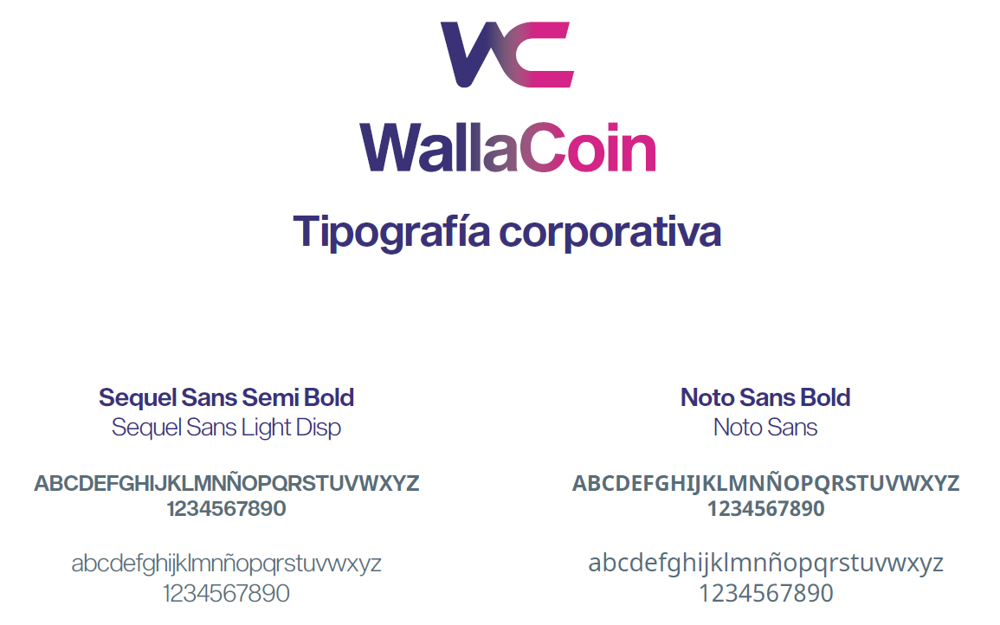 WC
WallaCoin
Tipografía corporativa
Sequel Sans Semi Bold
Sequel Sans Light Disp
ABCDEFGHIJKLMNÑOPQRSTUVWXYZ
1234567890
abcdefghijklmnñopqrstuvwxyz
1234567890
Noto Sans Bold
Noto Sans
ABCDEFGHIJKLMNÑOPQRSTUVWXYZ
1234567890
abcdefghijklmnñopqrstuvwxyz
1234567890